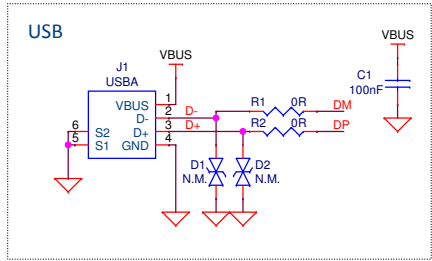 USB
VBUS
J1
USBA
VBUS
C1
100nF
VBUS 1
D- 2 D- R1 0R DM
6 S2 D+ 3 D+ R2 0R DP
5 S1 GND 4
D1 D2
N.M. N.M.